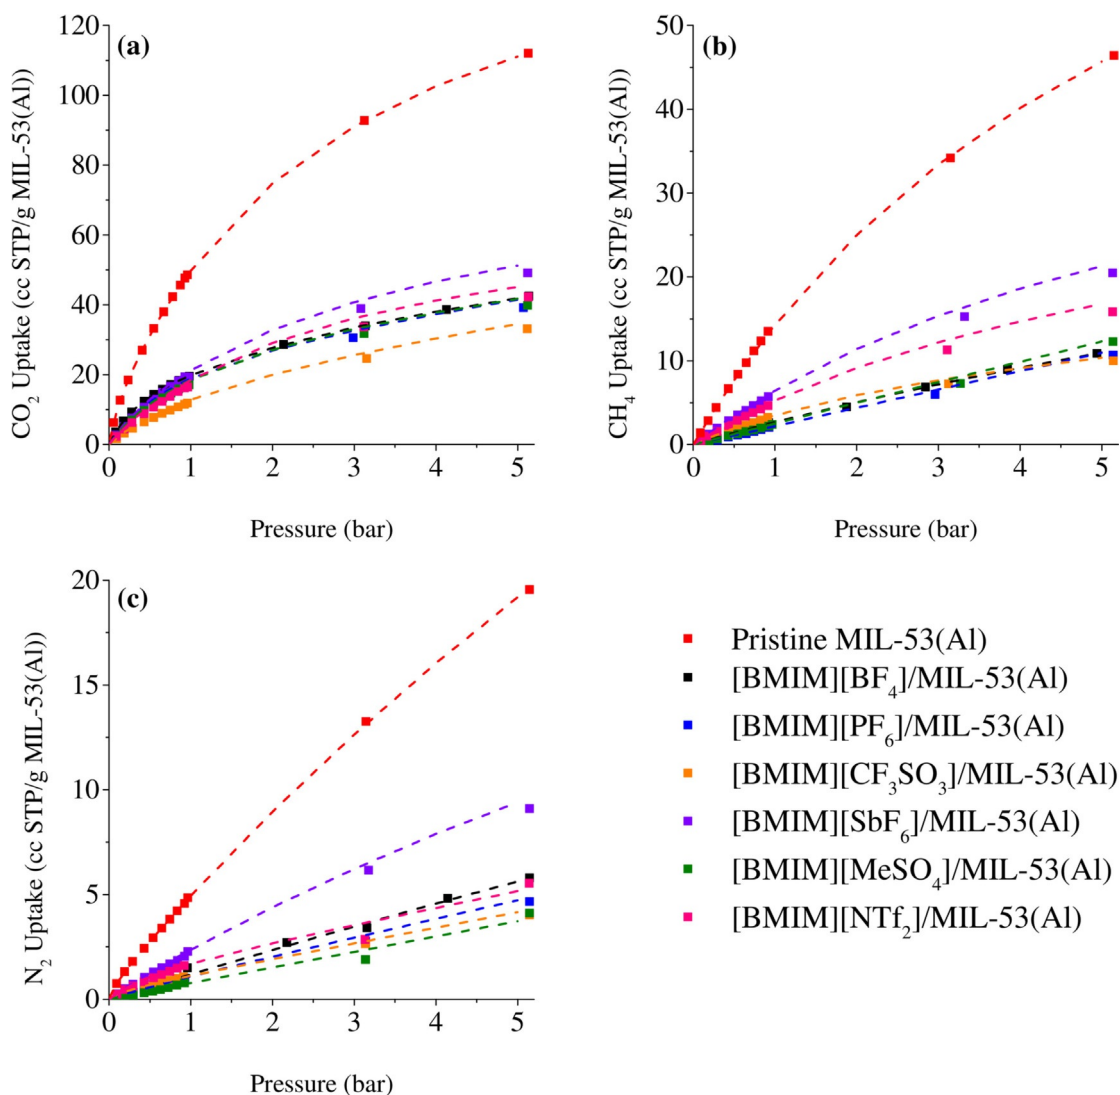 (a)
120
100
80
60
40
20
0
0 1 2 3 4 5
CO₂ Uptake (cc STP/g MIL-53(Al))
Pressure (bar)
(b)
50
40
30
20
10
0
0 1 2 3 4 5
CH₄ Uptake (cc STP/g MIL-53(Al))
Pressure (bar)
(c)
20
15
10
5
0
0 1 2 3 4 5
N₂ Uptake (cc STP/g MIL-53(Al))
Pressure (bar)
Pristine MIL-53(Al)
[BMIM][BF₄]/MIL-53(Al)
[BMIM][PF₆]/MIL-53(Al)
[BMIM][CF₃SO₃]/MIL-53(Al)
[BMIM][SbF₆]/MIL-53(Al)
[BMIM][MeSO₄]/MIL-53(Al)
[BMIM][NTf₂]/MIL-53(Al)